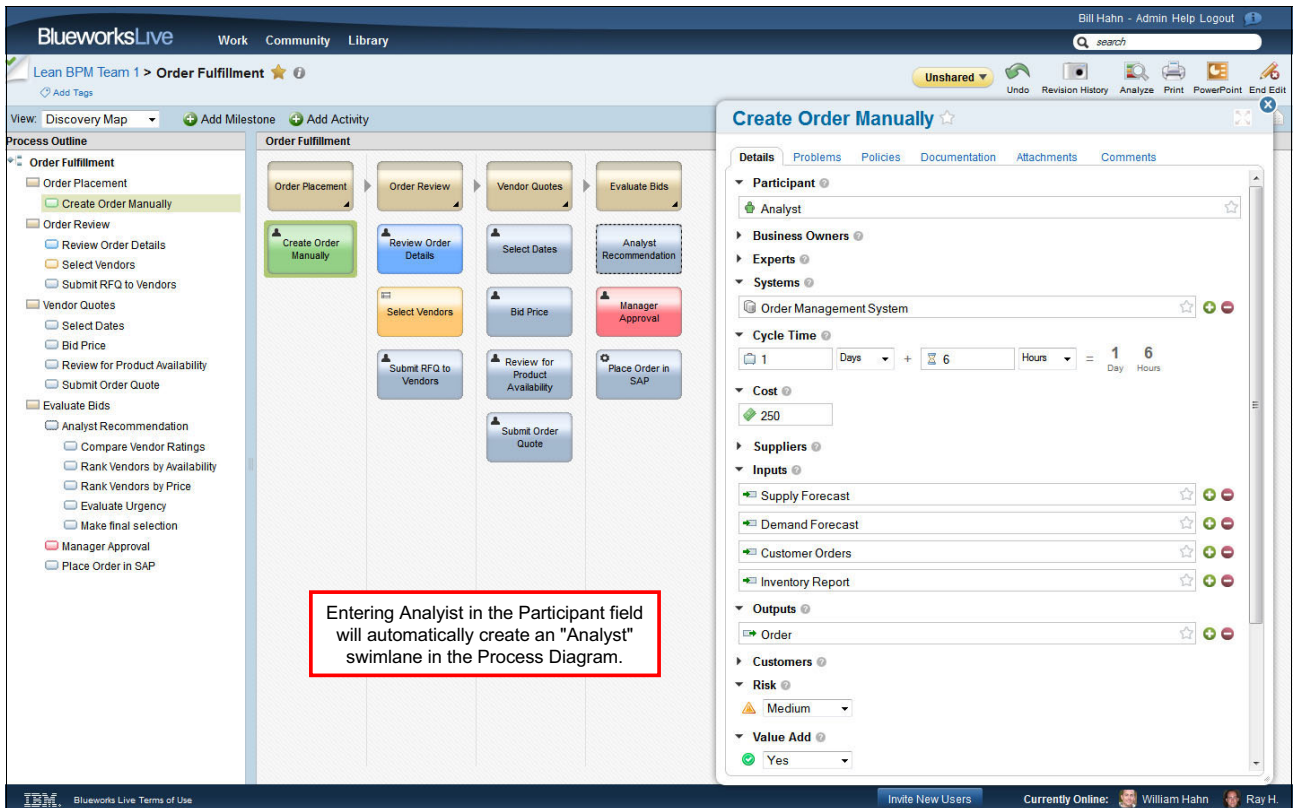 Bill Hahn - Admin Help Logout
BlueworksLive
Work Community Library
search
Lean BPM Team 1 > Order Fulfillment
Add Tags
Unshared
Undo Revision History Analyze Print PowerPoint End Edit
View: Discovery Map Add Milestone Add Activity
Process Outline
Order Fulfillment
Order Placement
Create Order Manually
Order Review
Review Order Details
Select Vendors
Submit RFQ to Vendors
Vendor Quotes
Select Dates
Bid Price
Review for Product Availability
Submit Order Quote
Evaluate Bids
Analyst Recommendation
Compare Vendor Ratings
Rank Vendors by Availability
Rank Vendors by Price
Evaluate Urgency
Make final selection
Manager Approval
Place Order in SAP
Order Fulfillment
Order Placement
Order Review
Vendor Quotes
Evaluate Bids
Create Order
Manually
Review Order
Details
Select Dates
Analyst
Recommendation
Select Vendors
Bid Price
Manager
Approval
Submit RFQ to
Vendors
Review for
Product
Availability
Place Order in
SAP
Submit Order
Quote
Entering Analyist in the Participant field
will automatically create an "Analyst"
swimlane in the Process Diagram.
Create Order Manually
Details Problems Policies Documentation Attachments Comments
Participant
Analyst
Business Owners
Experts
Systems
Order Management System
Cycle Time
1 Days + 6 Hours = 1 6
Day Hours
Cost
250
Suppliers
Inputs
Supply Forecast
Demand Forecast
Customer Orders
Inventory Report
Outputs
Order
Customers
Risk
Medium
Value Add
Yes
IBM. Blueworks Live Terms of Use
Invite New Users Currently Online: William Hahn Ray H.